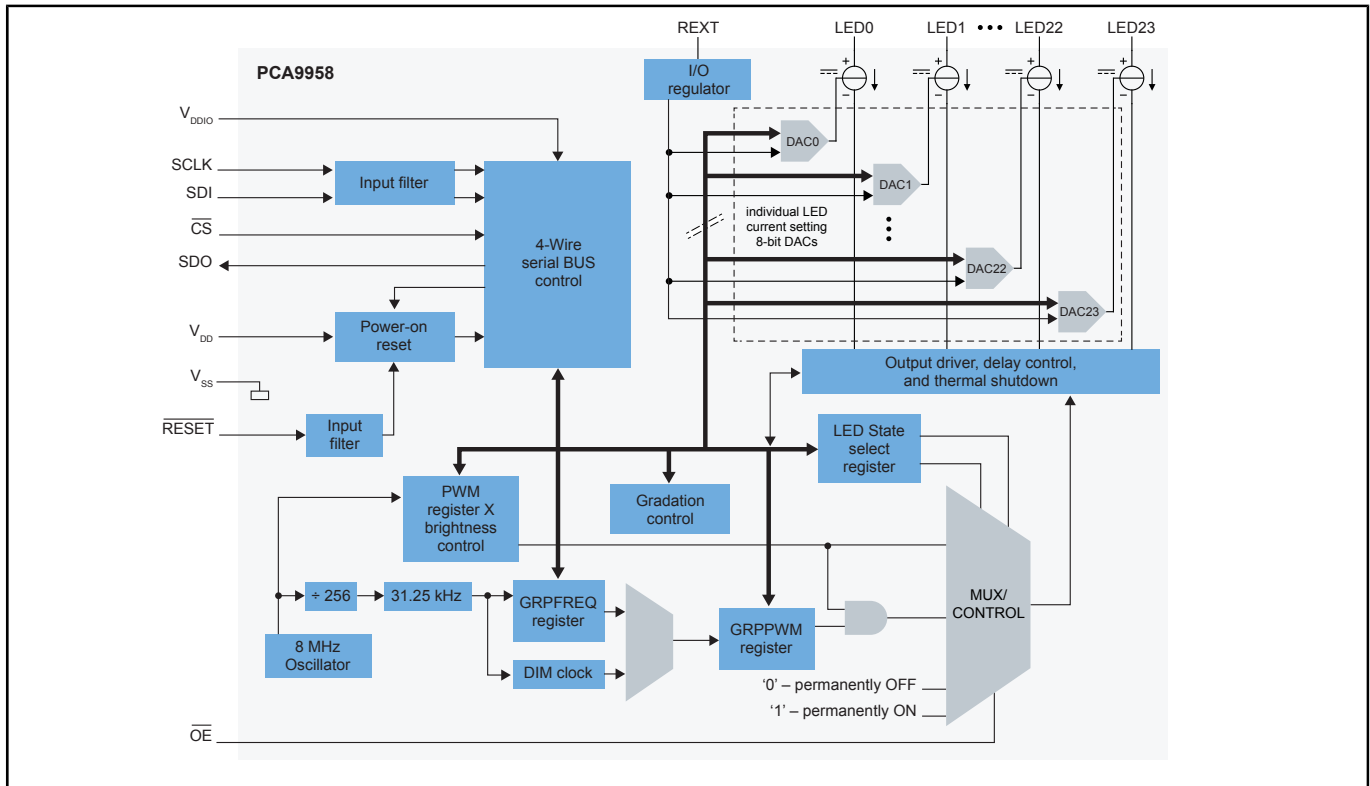 REXT
LED0
LED1
•••
LED22
LED23
PCA9958
I/O
regulator
+
+
+
+
−
−
−
−
VDDIO
DAC0
SCLK
Input filter
SDI
DAC1
CS
individual LED
current setting
8-bit DACs
4-Wire
serial BUS
control
SDO
DAC22
DAC23
VDD
Power-on
reset
Output driver, delay control,
and thermal shutdown
VSS
RESET
Input
filter
LED State
select
register
PWM
register X
brightness
control
Gradation
control
÷ 256
31.25 kHz
GRPFREQ
register
MUX/
CONTROL
GRPPWM
register
8 MHz
Oscillator
DIM clock
'0' – permanently OFF
'1' – permanently ON
OE